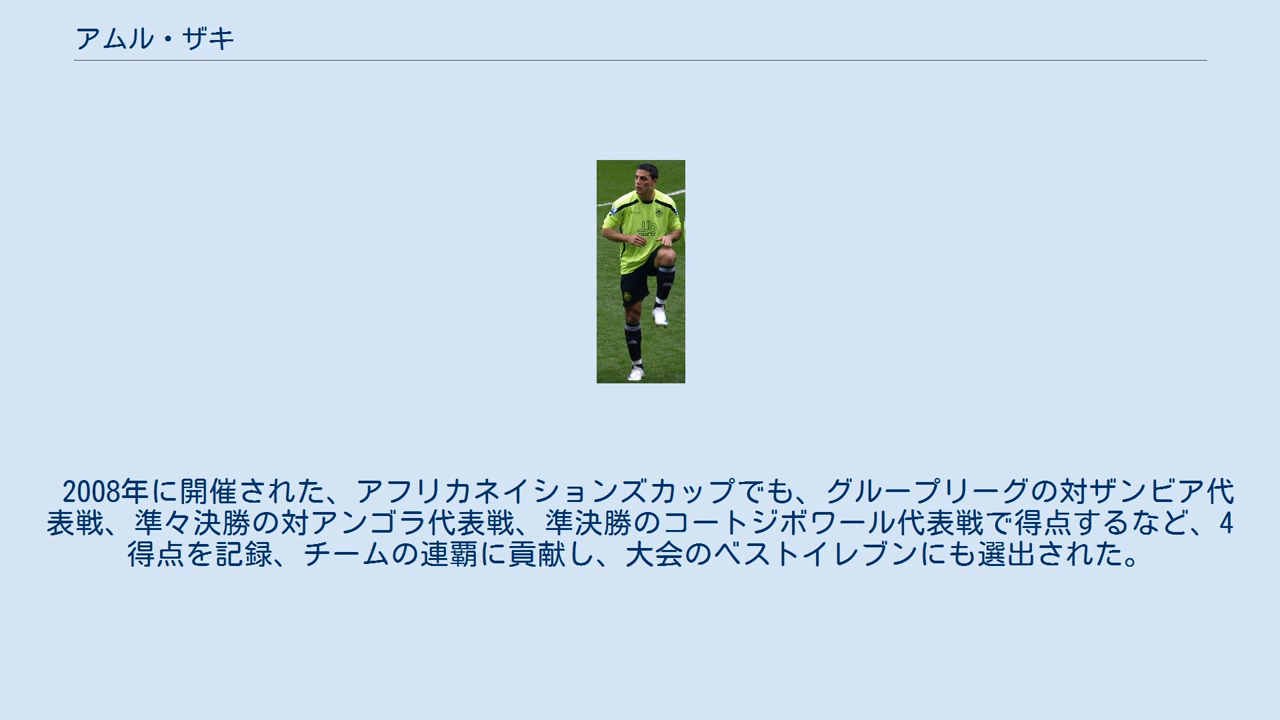 アムル・ザキ
JJB
2008年に開催された、アフリカネイションズカップでも、グループリーグの対ザンビア代
表戦、準々決勝の対アンゴラ代表戦、準決勝のコートジボワール代表戦で得点するなど、4
得点を記録、チームの連覇に貢献し、大会のベストイレブンにも選出された。